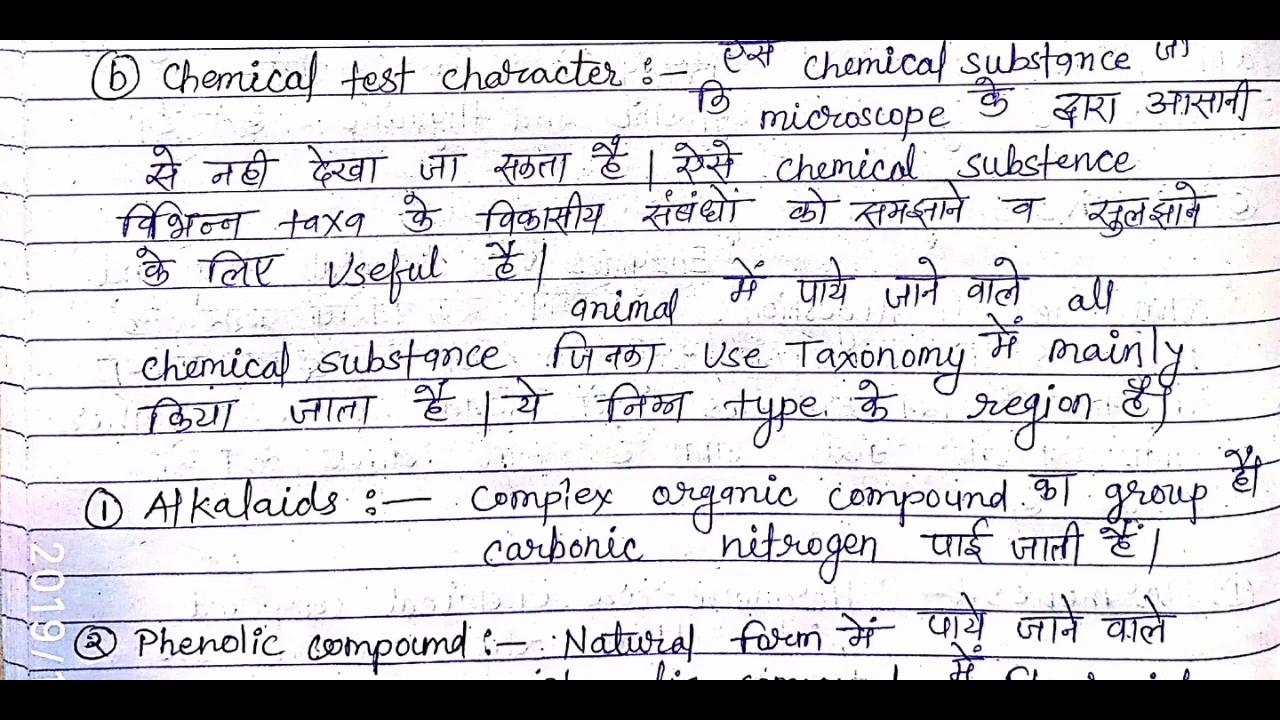 ⓑ Chemical test character :- ऐसे chemical substance जो
कि microscope के द्वारा आसानी
से नही देखा जा सकता है। ऐसे chemical substence
विभिन्न taxa के विकासीय संबंधों को समझाने व सुलझाने
के लिए useful है।
animal में पाये जाने वाले all
chemical substance जिनका use Taxonomy में mainly
किया जाता है। ये निम्न type के region है।
① Alkalaids :- complex organic compound का group है।
carbonic nitrogen पाई जाती है।
② Phenolic compound :- Natural form में पाये जाने वाले
में
2019/